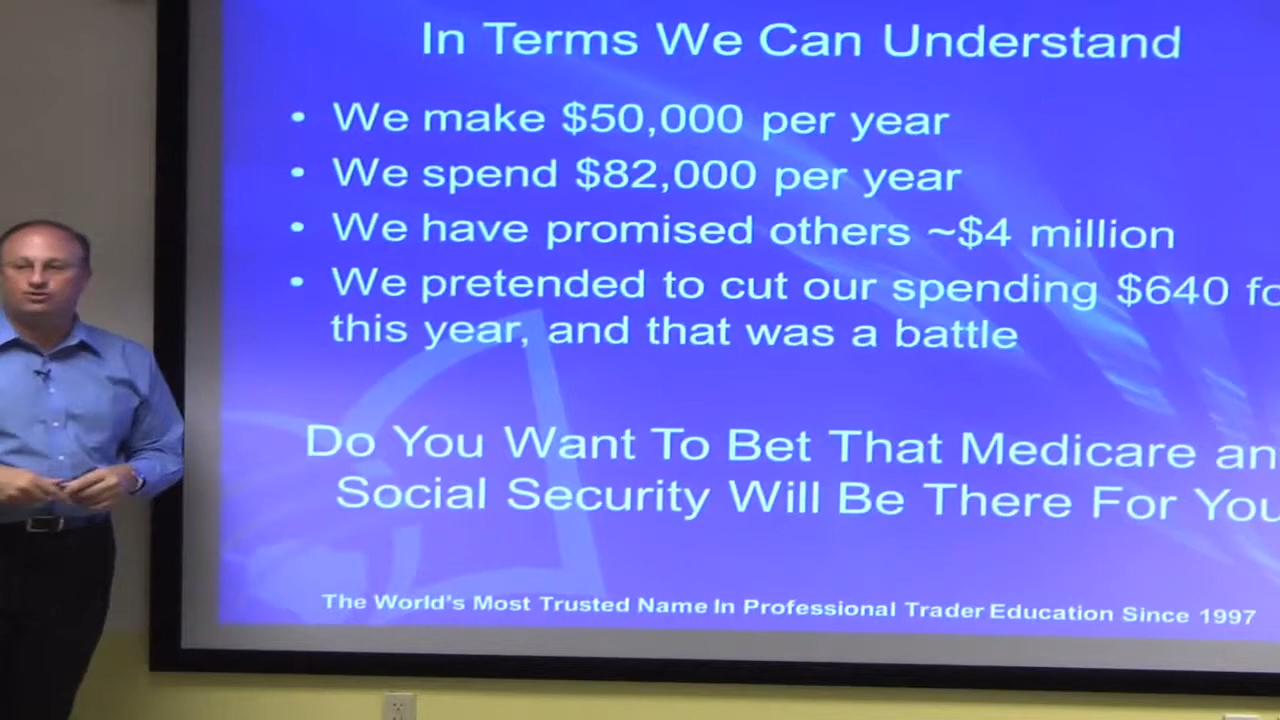 In Terms We Can Understand
• We make $50,000 per year
• We spend $82,000 per year
• We have promised others ~$4 million
• We pretended to cut our spending $640 fo
this year, and that was a battle
Do You Want To Bet That Medicare an
Social Security Will Be There For You
The World's Most Trusted Name In Professional Trader Education Since 1997